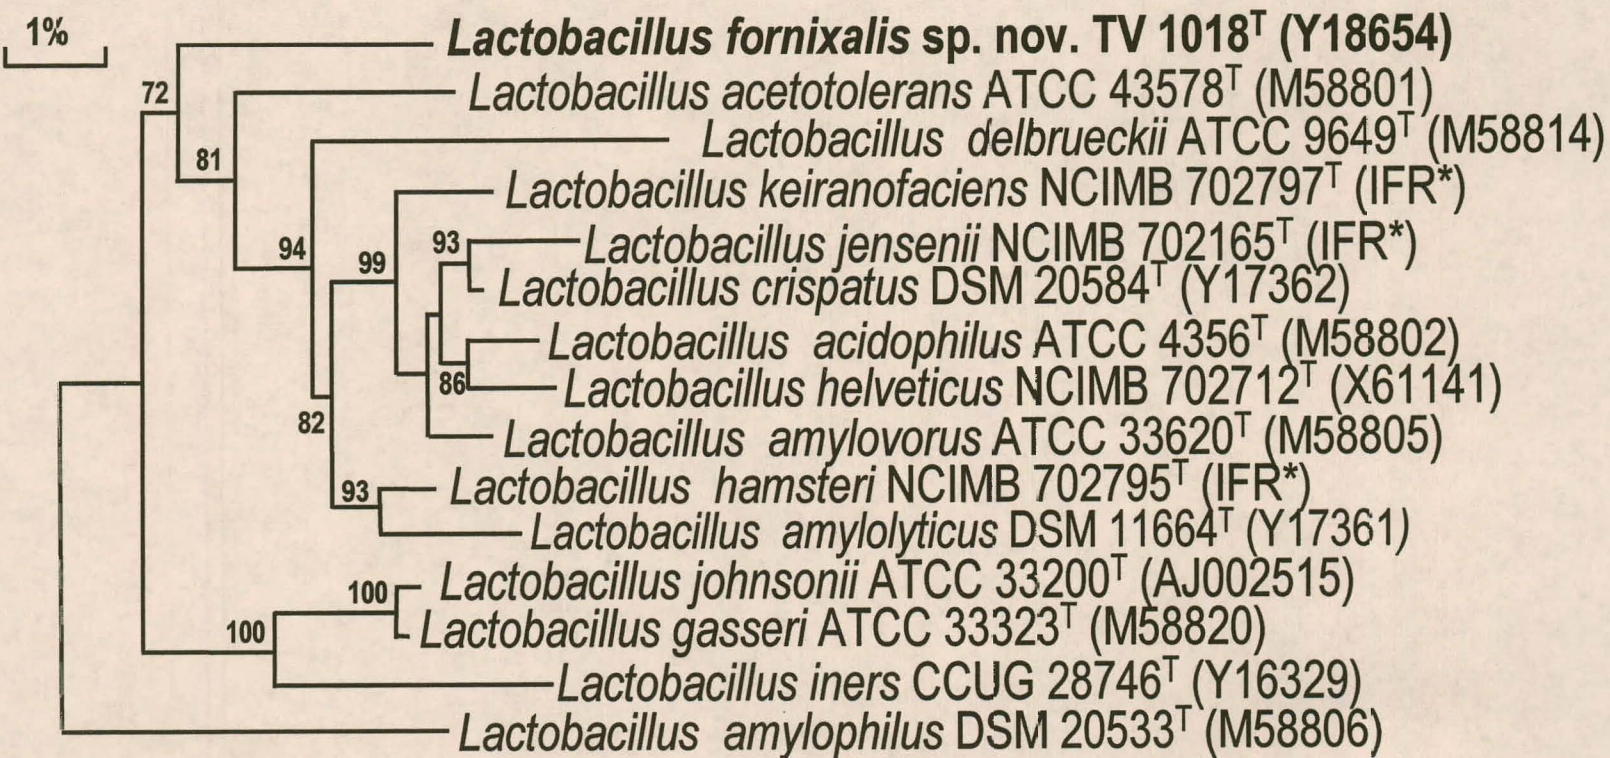 1%
Lactobacillus fornixalis sp. nov. TV 1018ᵀ (Y18654)
72
Lactobacillus acetotolerans ATCC 43578ᵀ (M58801)
Lactobacillus delbrueckii ATCC 9649ᵀ (M58814)
81
Lactobacillus keiranofaciens NCIMB 702797ᵀ (IFR*)
94
99
93
Lactobacillus jensenii NCIMB 702165ᵀ (IFR*)
Lactobacillus crispatus DSM 20584ᵀ (Y17362)
Lactobacillus acidophilus ATCC 4356ᵀ (M58802)
86
Lactobacillus helveticus NCIMB 702712ᵀ (X61141)
82
Lactobacillus amylovorus ATCC 33620ᵀ (M58805)
93
Lactobacillus hamsteri NCIMB 702795ᵀ (IFR*)
Lactobacillus amylolyticus DSM 11664ᵀ (Y17361)
100
Lactobacillus johnsonii ATCC 33200ᵀ (AJ002515)
100
Lactobacillus gasseri ATCC 33323ᵀ (M58820)
Lactobacillus iners CCUG 28746ᵀ (Y16329)
Lactobacillus amylophilus DSM 20533ᵀ (M58806)